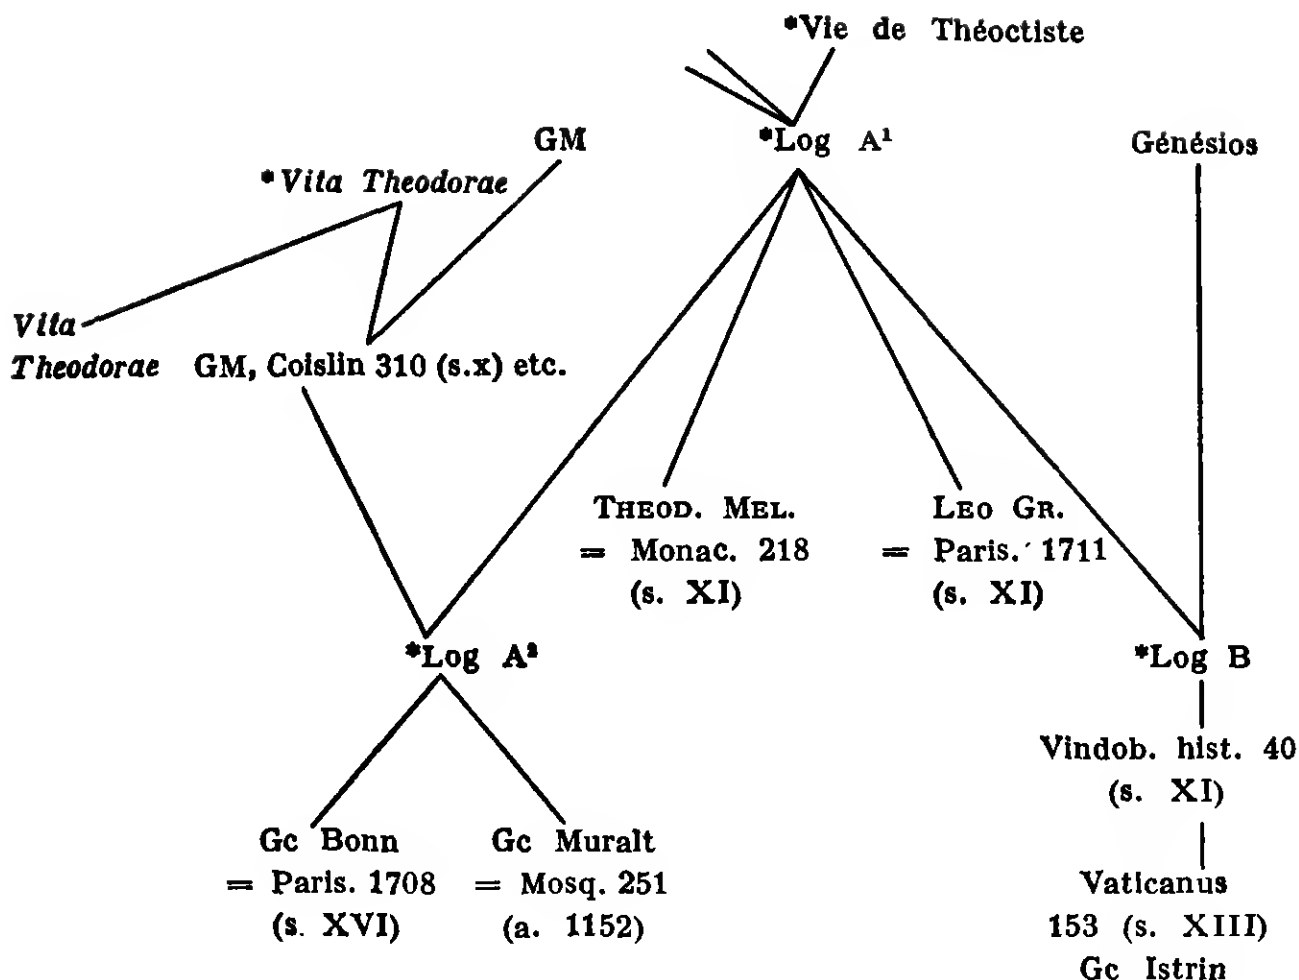 *Vie de Théoctiste
GM
*Log A¹
Génésios
*Vita Theodorae
Vita
Theodorae
GM, Coislin 310 (s.x) etc.
THEOD. MEL.
= Monac. 218
(s. XI)
LEO GR.
= Paris. 1711
(s. XI)
*Log A²
*Log B
Vindob. hist. 40
(s. XI)
Gc Bonn
= Paris. 1708
(s. XVI)
Gc Muralt
= Mosq. 251
(a. 1152)
Vaticanus
153 (s. XIII)
Gc Istrin